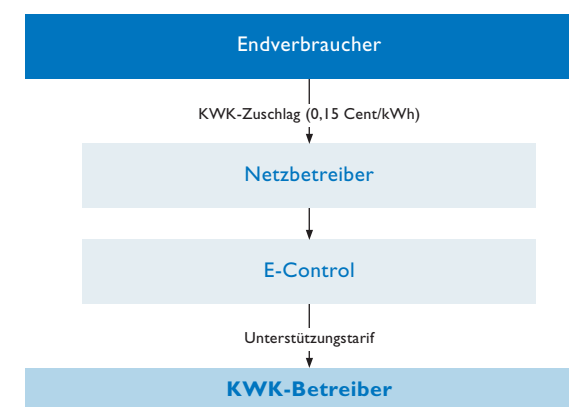 Endverbraucher
KWK-Zuschlag (0,15 Cent/kWh)
Netzbetreiber
E-Control
Unterstützungstarif
KWK-Betreiber